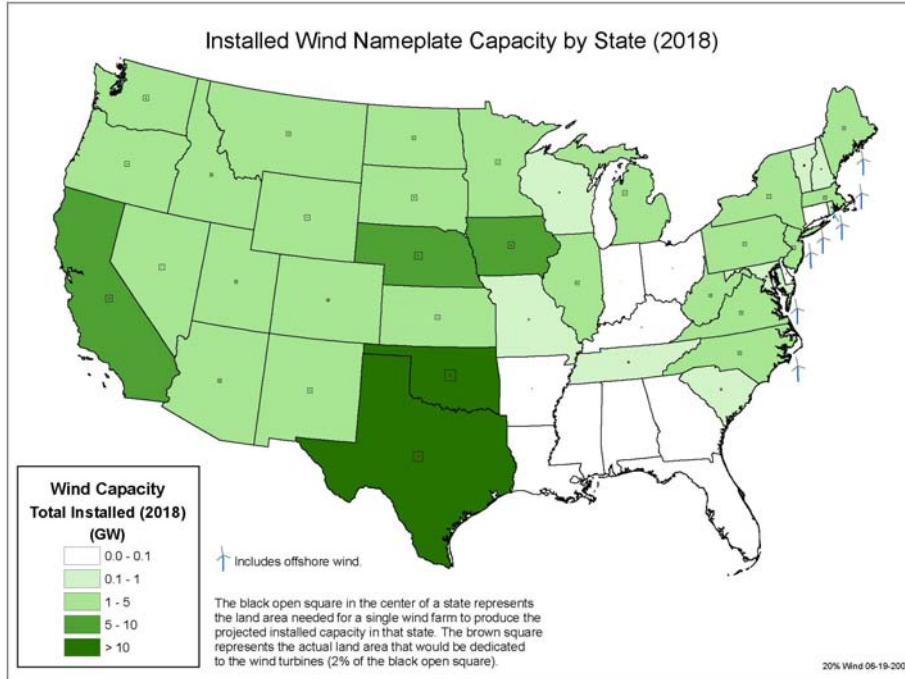 Installed Wind Nameplate Capacity by State (2018)
Wind Capacity
Total Installed (2018)
(GW)
0.0 - 0.1
0.1 - 1
1 - 5
5 - 10
> 10
Includes offshore wind.
The black open square in the center of a state represents
the land area needed for a single wind farm to produce the
projected installed capacity in that state. The brown square
represents the actual land area that would be dedicated
to the wind turbines (2% of the black open square).
20% Wind 06-19-200